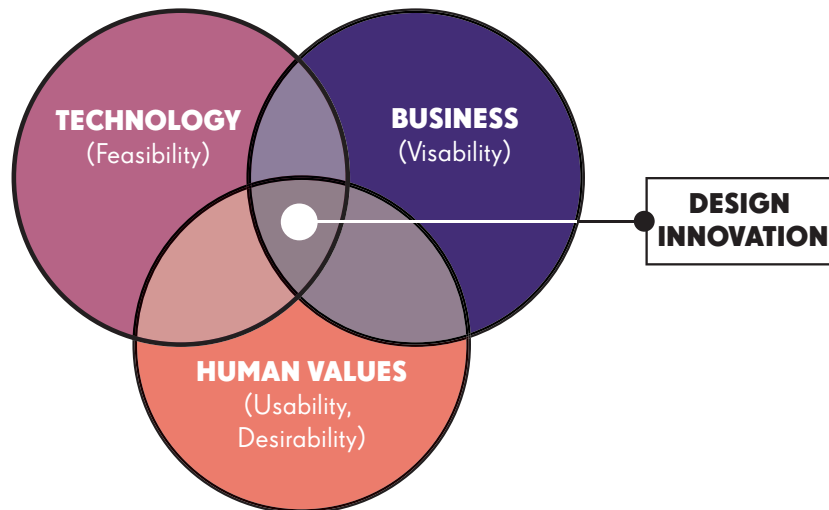 TECHNOLOGY
(Feasibility)
BUSINESS
(Visability)
DESIGN
INNOVATION
HUMAN VALUES
(Usability,
Desirability)